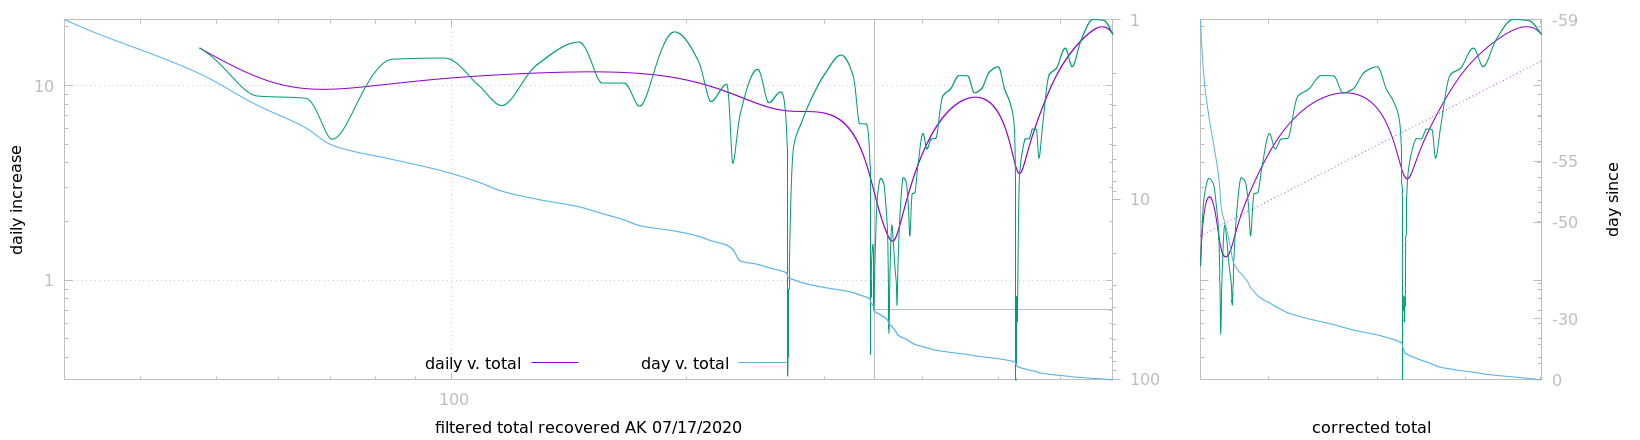 1
-59
10
daily increase
-55
day since
10
-50
1
-30
daily v. total
day v. total
100
0
100
filtered total recovered AK 07/17/2020
corrected total